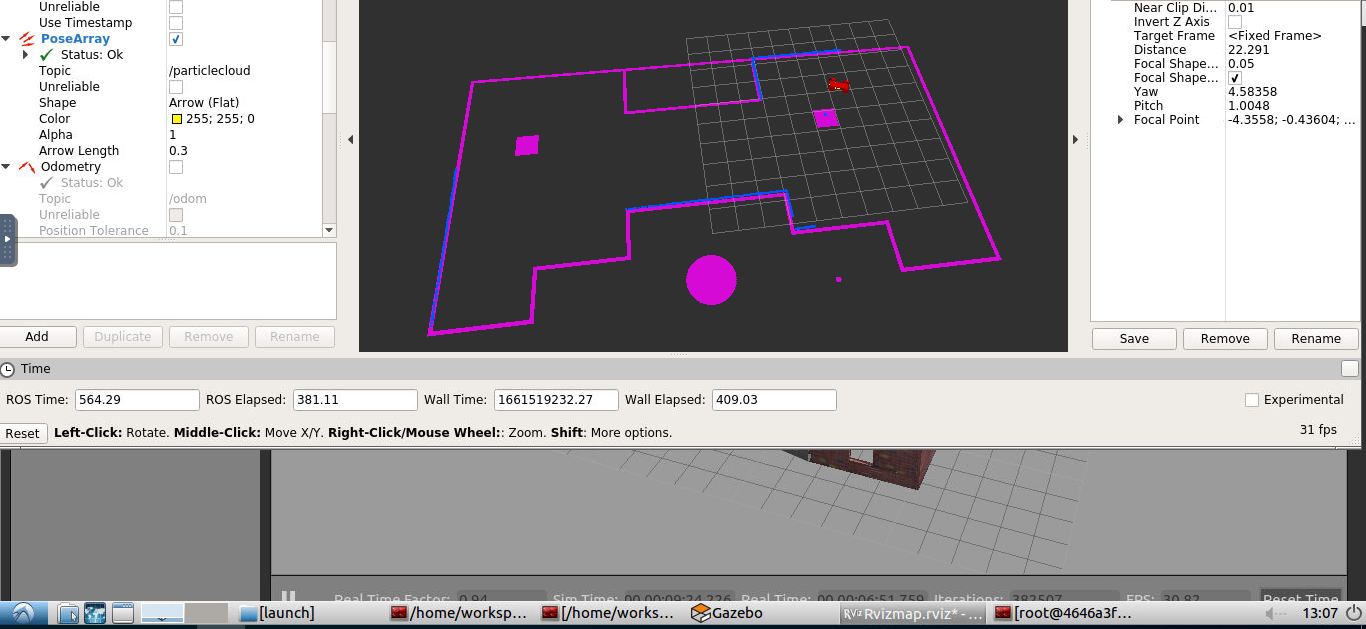 Unreliable
Use Timestamp
PoseArray
Status: Ok
Topic /particlecloud
Unreliable
Shape Arrow (Flat)
Color 255; 255; 0
Alpha 1
Arrow Length 0.3
Odometry
Status: Ok
Topic /odom
Unreliable
Position Tolerance 0.1
Add Duplicate Remove Rename
Near Clip Di... 0.01
Invert Z Axis
Target Frame <Fixed Frame>
Distance 22.291
Focal Shape... 0.05
Focal Shape...
Yaw 4.58358
Pitch 1.0048
Focal Point -4.3558; -0.43604; ...
Save Remove Rename
Time
ROS Time: 564.29 ROS Elapsed: 381.11 Wall Time: 1661519232.27 Wall Elapsed: 409.03 Experimental
Reset Left-Click: Rotate. Middle-Click: Move X/Y. Right-Click/Mouse Wheel:: Zoom. Shift: More options. 31 fps
Real Time Factor: 0.94 Sim Time: 00 00:09:24.226 Real Time: 00 00:06:51.759 Iterations: 382507 FPS: 30.82 Reset Time
[launch] /home/worksp... [/home/works... Gazebo RViz Rvizmap.rviz* - ... [root@4646a3f... 13:07